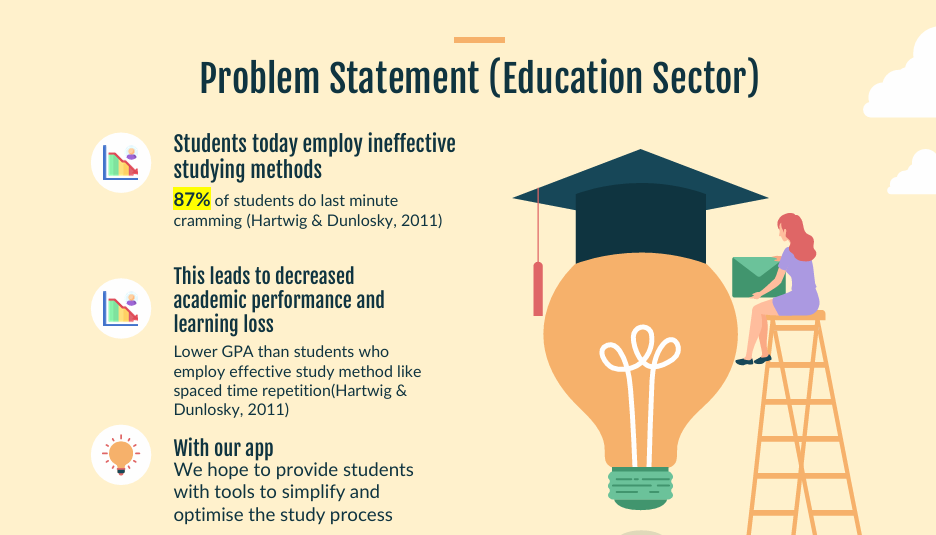 Problem Statement (Education Sector)
Students today employ ineffective
studying methods
87% of students do last minute
cramming (Hartwig & Dunlosky, 2011)
This leads to decreased
academic performance and
learning loss
Lower GPA than students who
employ effective study method like
spaced time repetition(Hartwig &
Dunlosky, 2011)
With our app
We hope to provide students
with tools to simplify and
optimise the study process